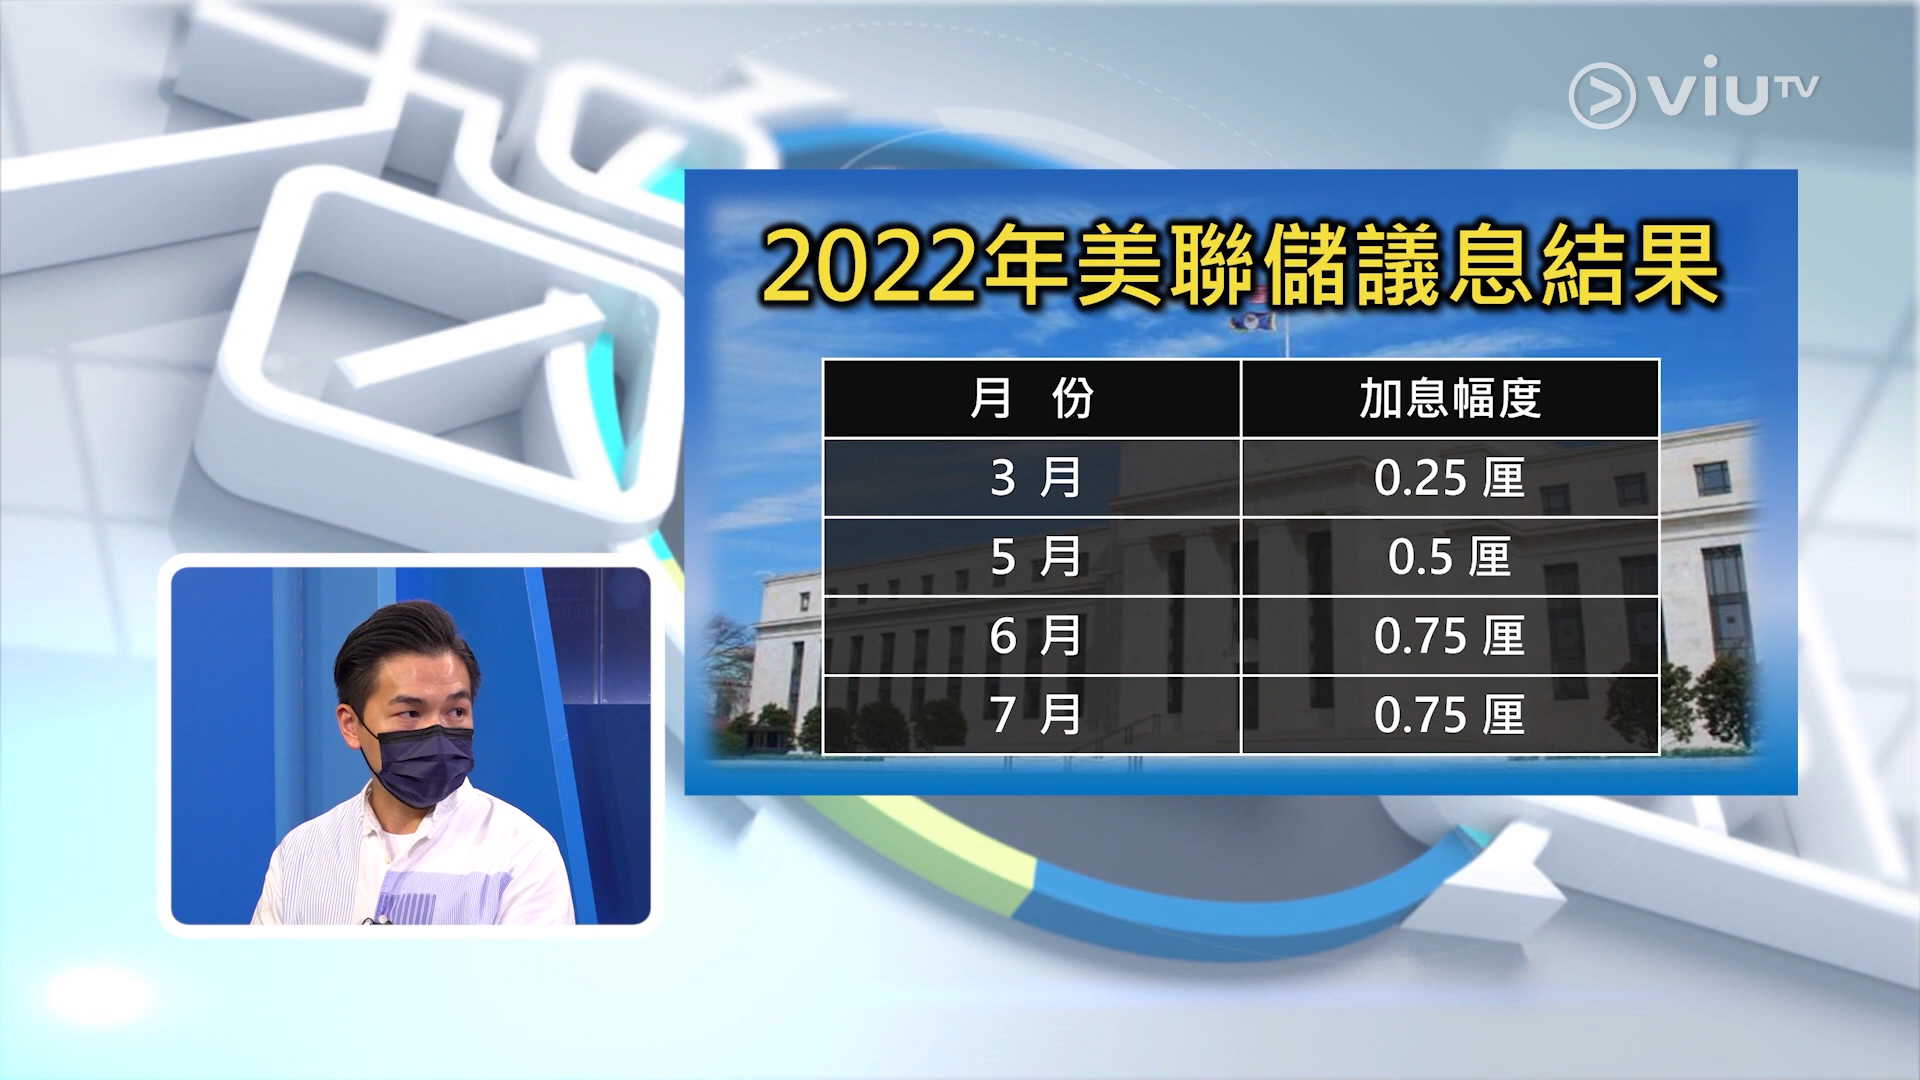 viuTV
2022年美聯儲議息結果
月 份 加息幅度
3 月 0.25 厘
5 月 0.5 厘
6 月 0.75 厘
7 月 0.75 厘